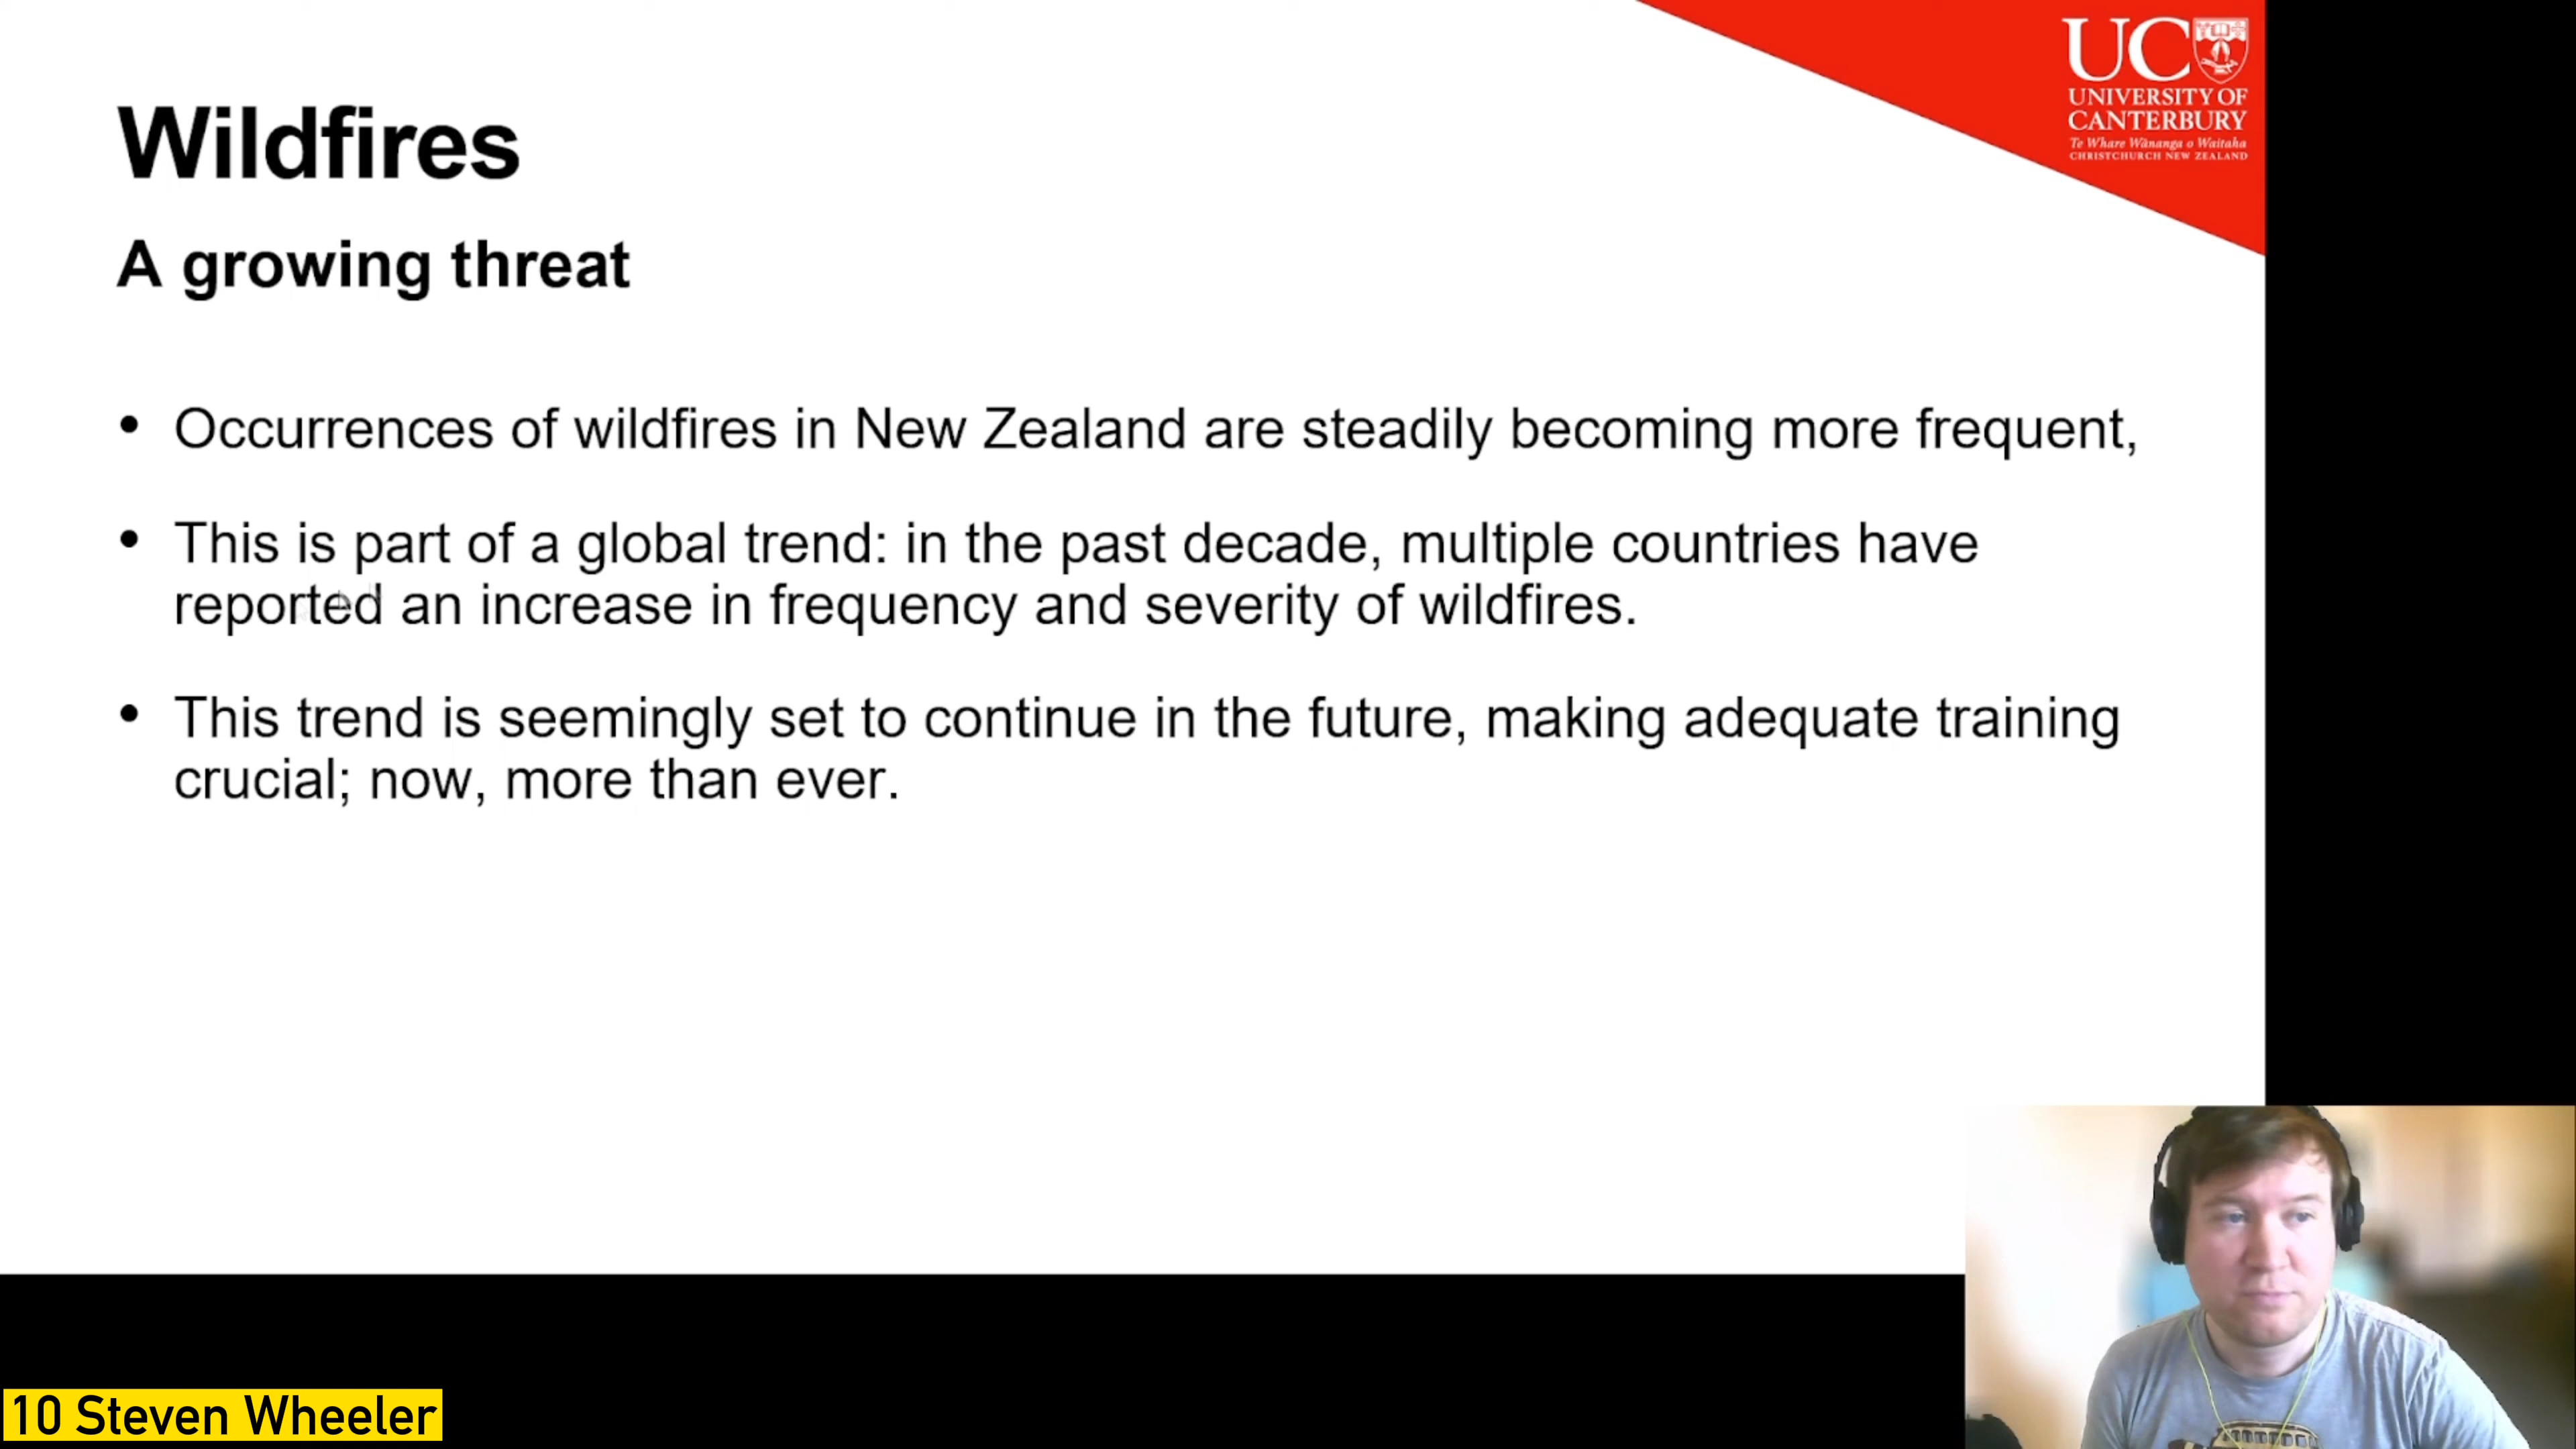 Wildfires
A growing threat
• Occurrences of wildfires in New Zealand are steadily becoming more frequent,
• This is part of a global trend: in the past decade, multiple countries have
reported an increase in frequency and severity of wildfires.
• This trend is seemingly set to continue in the future, making adequate training
crucial; now, more than ever.
UC
UNIVERSITY OF
CANTERBURY
Te Whare Wānanga o Waitaha
CHRISTCHURCH NEW ZEALAND
10 Steven Wheeler